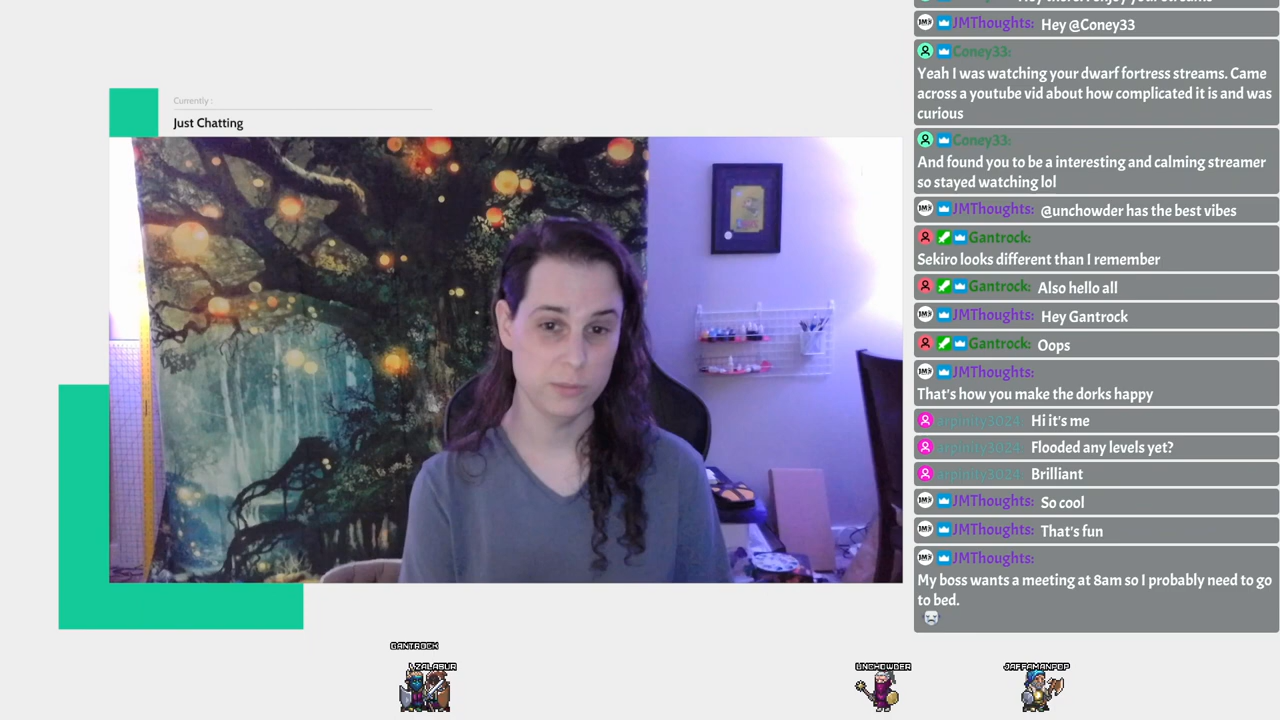 Currently :
Just Chatting
JMThoughts: Hey @Coney33
Coney33:
Yeah I was watching your dwarf fortress streams. Came
across a youtube vid about how complicated it is and was
curious
Coney33:
And found you to be a interesting and calming streamer
so stayed watching lol
JMThoughts: @unchowder has the best vibes
Gantrock:
Sekiro looks different than I remember
Gantrock: Also hello all
JMThoughts: Hey Gantrock
Gantrock: Oops
JMThoughts:
That's how you make the dorks happy
Hi it's me
Flooded any levels yet?
Brilliant
JMThoughts: So cool
JMThoughts: That's fun
JMThoughts:
My boss wants a meeting at 8am so I probably need to go
to bed.
GANTROCK
ZALASUR
UNCHOWDER
JAFFAMANPOP